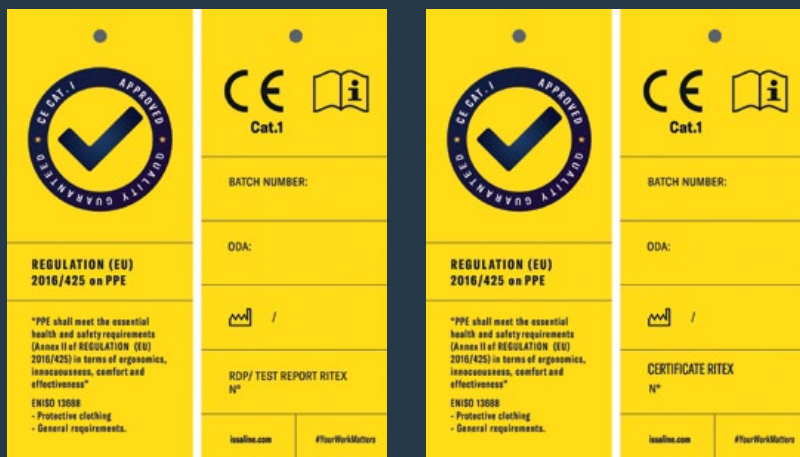 CE CAT. I APPROVED
QUALITY GUARANTEED
REGULATION (EU)
2016/425 on PPE
"PPE shall meet the essential
health and safety requirements
(Annex II of REGULATION (EU)
2016/425) in terms of ergonomics,
innocuousness, comfort and
effectiveness"
ENISO 13688
- Protective clothing
- General requirements.
CE
Cat.1
i
BATCH NUMBER:
ODA:
/
RDP/ TEST REPORT RITEX
N°
issaline.com
#YourWorkMatters
CE CAT. I APPROVED
QUALITY GUARANTEED
REGULATION (EU)
2016/425 on PPE
"PPE shall meet the essential
health and safety requirements
(Annex II of REGULATION (EU)
2016/425) in terms of ergonomics,
innocuousness, comfort and
effectiveness"
ENISO 13688
- Protective clothing
- General requirements.
CE
Cat.1
i
BATCH NUMBER:
ODA:
/
CERTIFICATE RITEX
N°
issaline.com
#YourWorkMatters